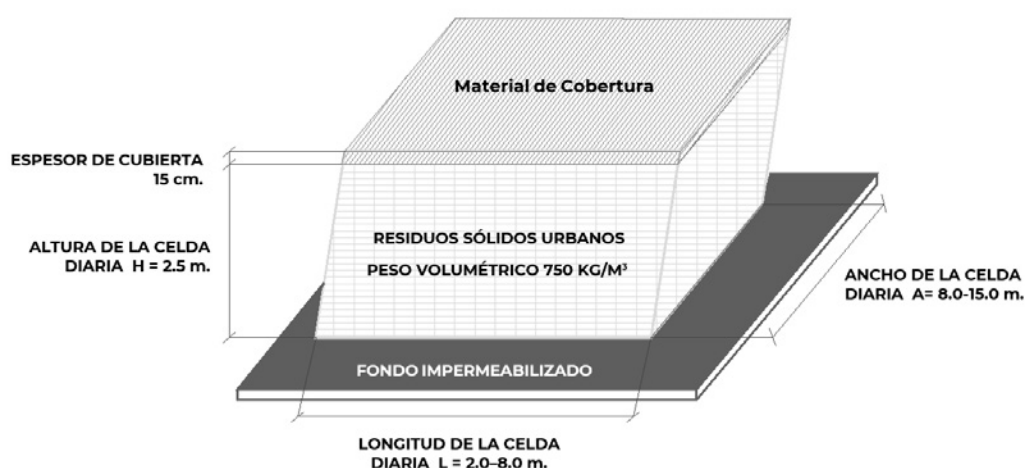 Material de Cobertura
ESPESOR DE CUBIERTA
15 cm.
RESIDUOS SÓLIDOS URBANOS
PESO VOLUMÉTRICO 750 KG/M³
ALTURA DE LA CELDA
DIARIA H = 2.5 m.
ANCHO DE LA CELDA
DIARIA A= 8.0-15.0 m.
FONDO IMPERMEABILIZADO
LONGITUD DE LA CELDA
DIARIA L = 2.0–8.0 m.